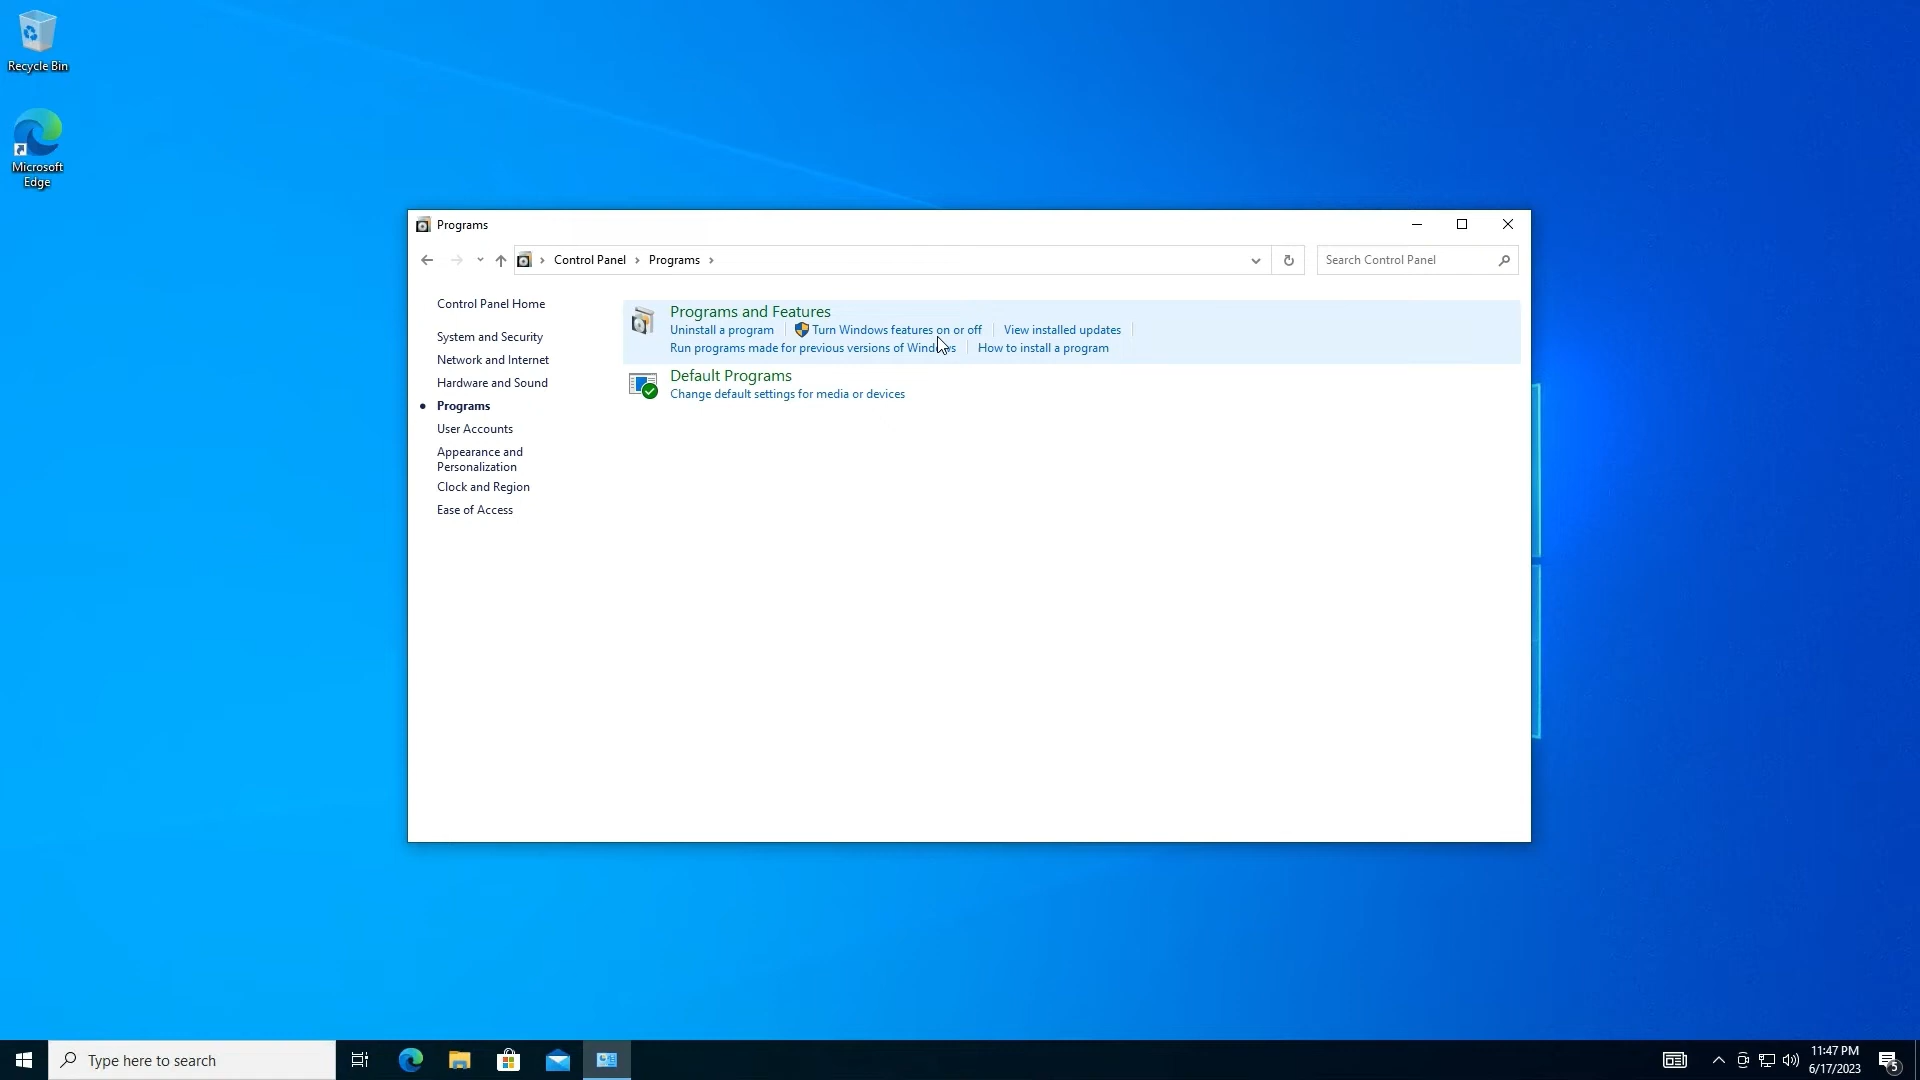 Recycle Bin
Microsoft
Edge
Programs
Control Panel
Programs
Search Control Panel
Control Panel Home
System and Security
Network and Internet
Hardware and Sound
Programs
User Accounts
Appearance and
Personalization
Clock and Region
Ease of Access
Programs and Features
Uninstall a program
Turn Windows features on or off
View installed updates
Run programs made for previous versions of Windows
How to install a program
Default Programs
Change default settings for media or devices
Type here to search
11:47 PM
6/17/2023
5